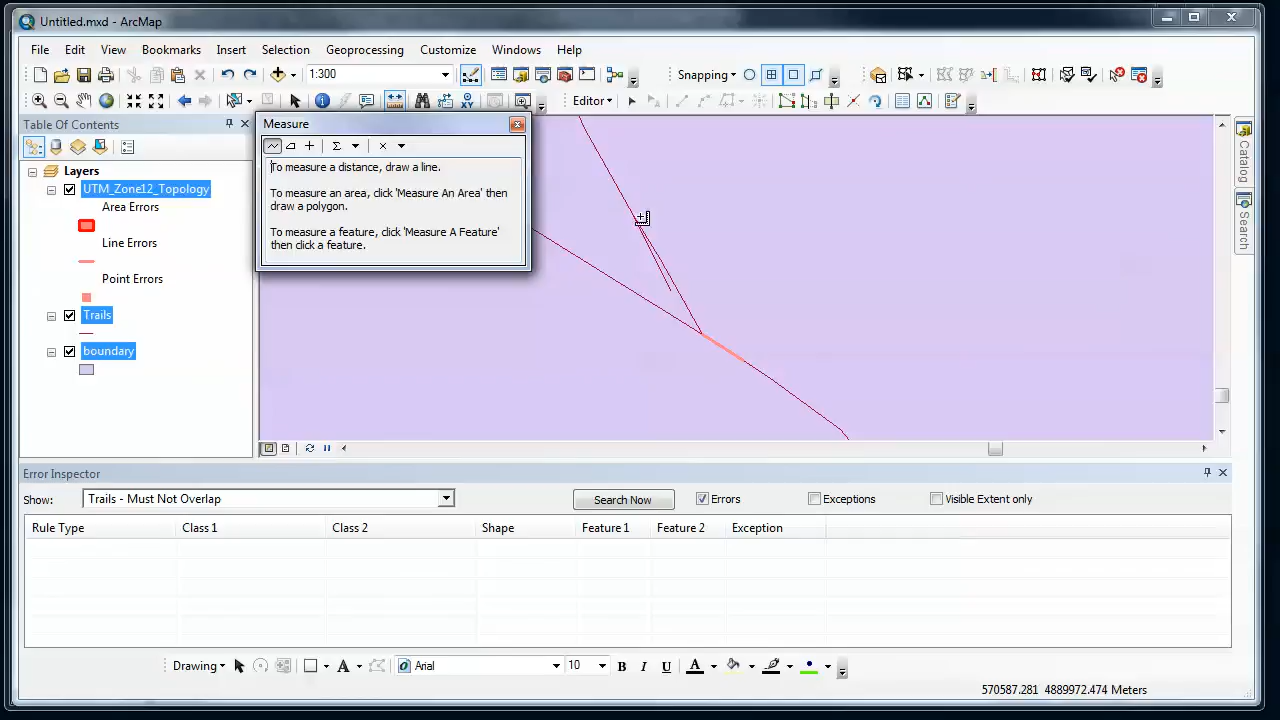 Untitled.mxd - ArcMap
File Edit View Bookmarks Insert Selection Geoprocessing Customize Windows Help
1:300 Snapping
Editor
Table Of Contents
Measure
Layers
UTM_Zone12_Topology
Area Errors
Line Errors
Point Errors
Trails
boundary
To measure a distance, draw a line.
To measure an area, click 'Measure An Area' then
draw a polygon.
To measure a feature, click 'Measure A Feature'
then click a feature.
Catalog
Search
Error Inspector
Show: Trails - Must Not Overlap Search Now Errors Exceptions Visible Extent only
Rule Type Class 1 Class 2 Shape Feature 1 Feature 2 Exception
Drawing A Arial 10 B I U A
570587.281 4889972.474 Meters